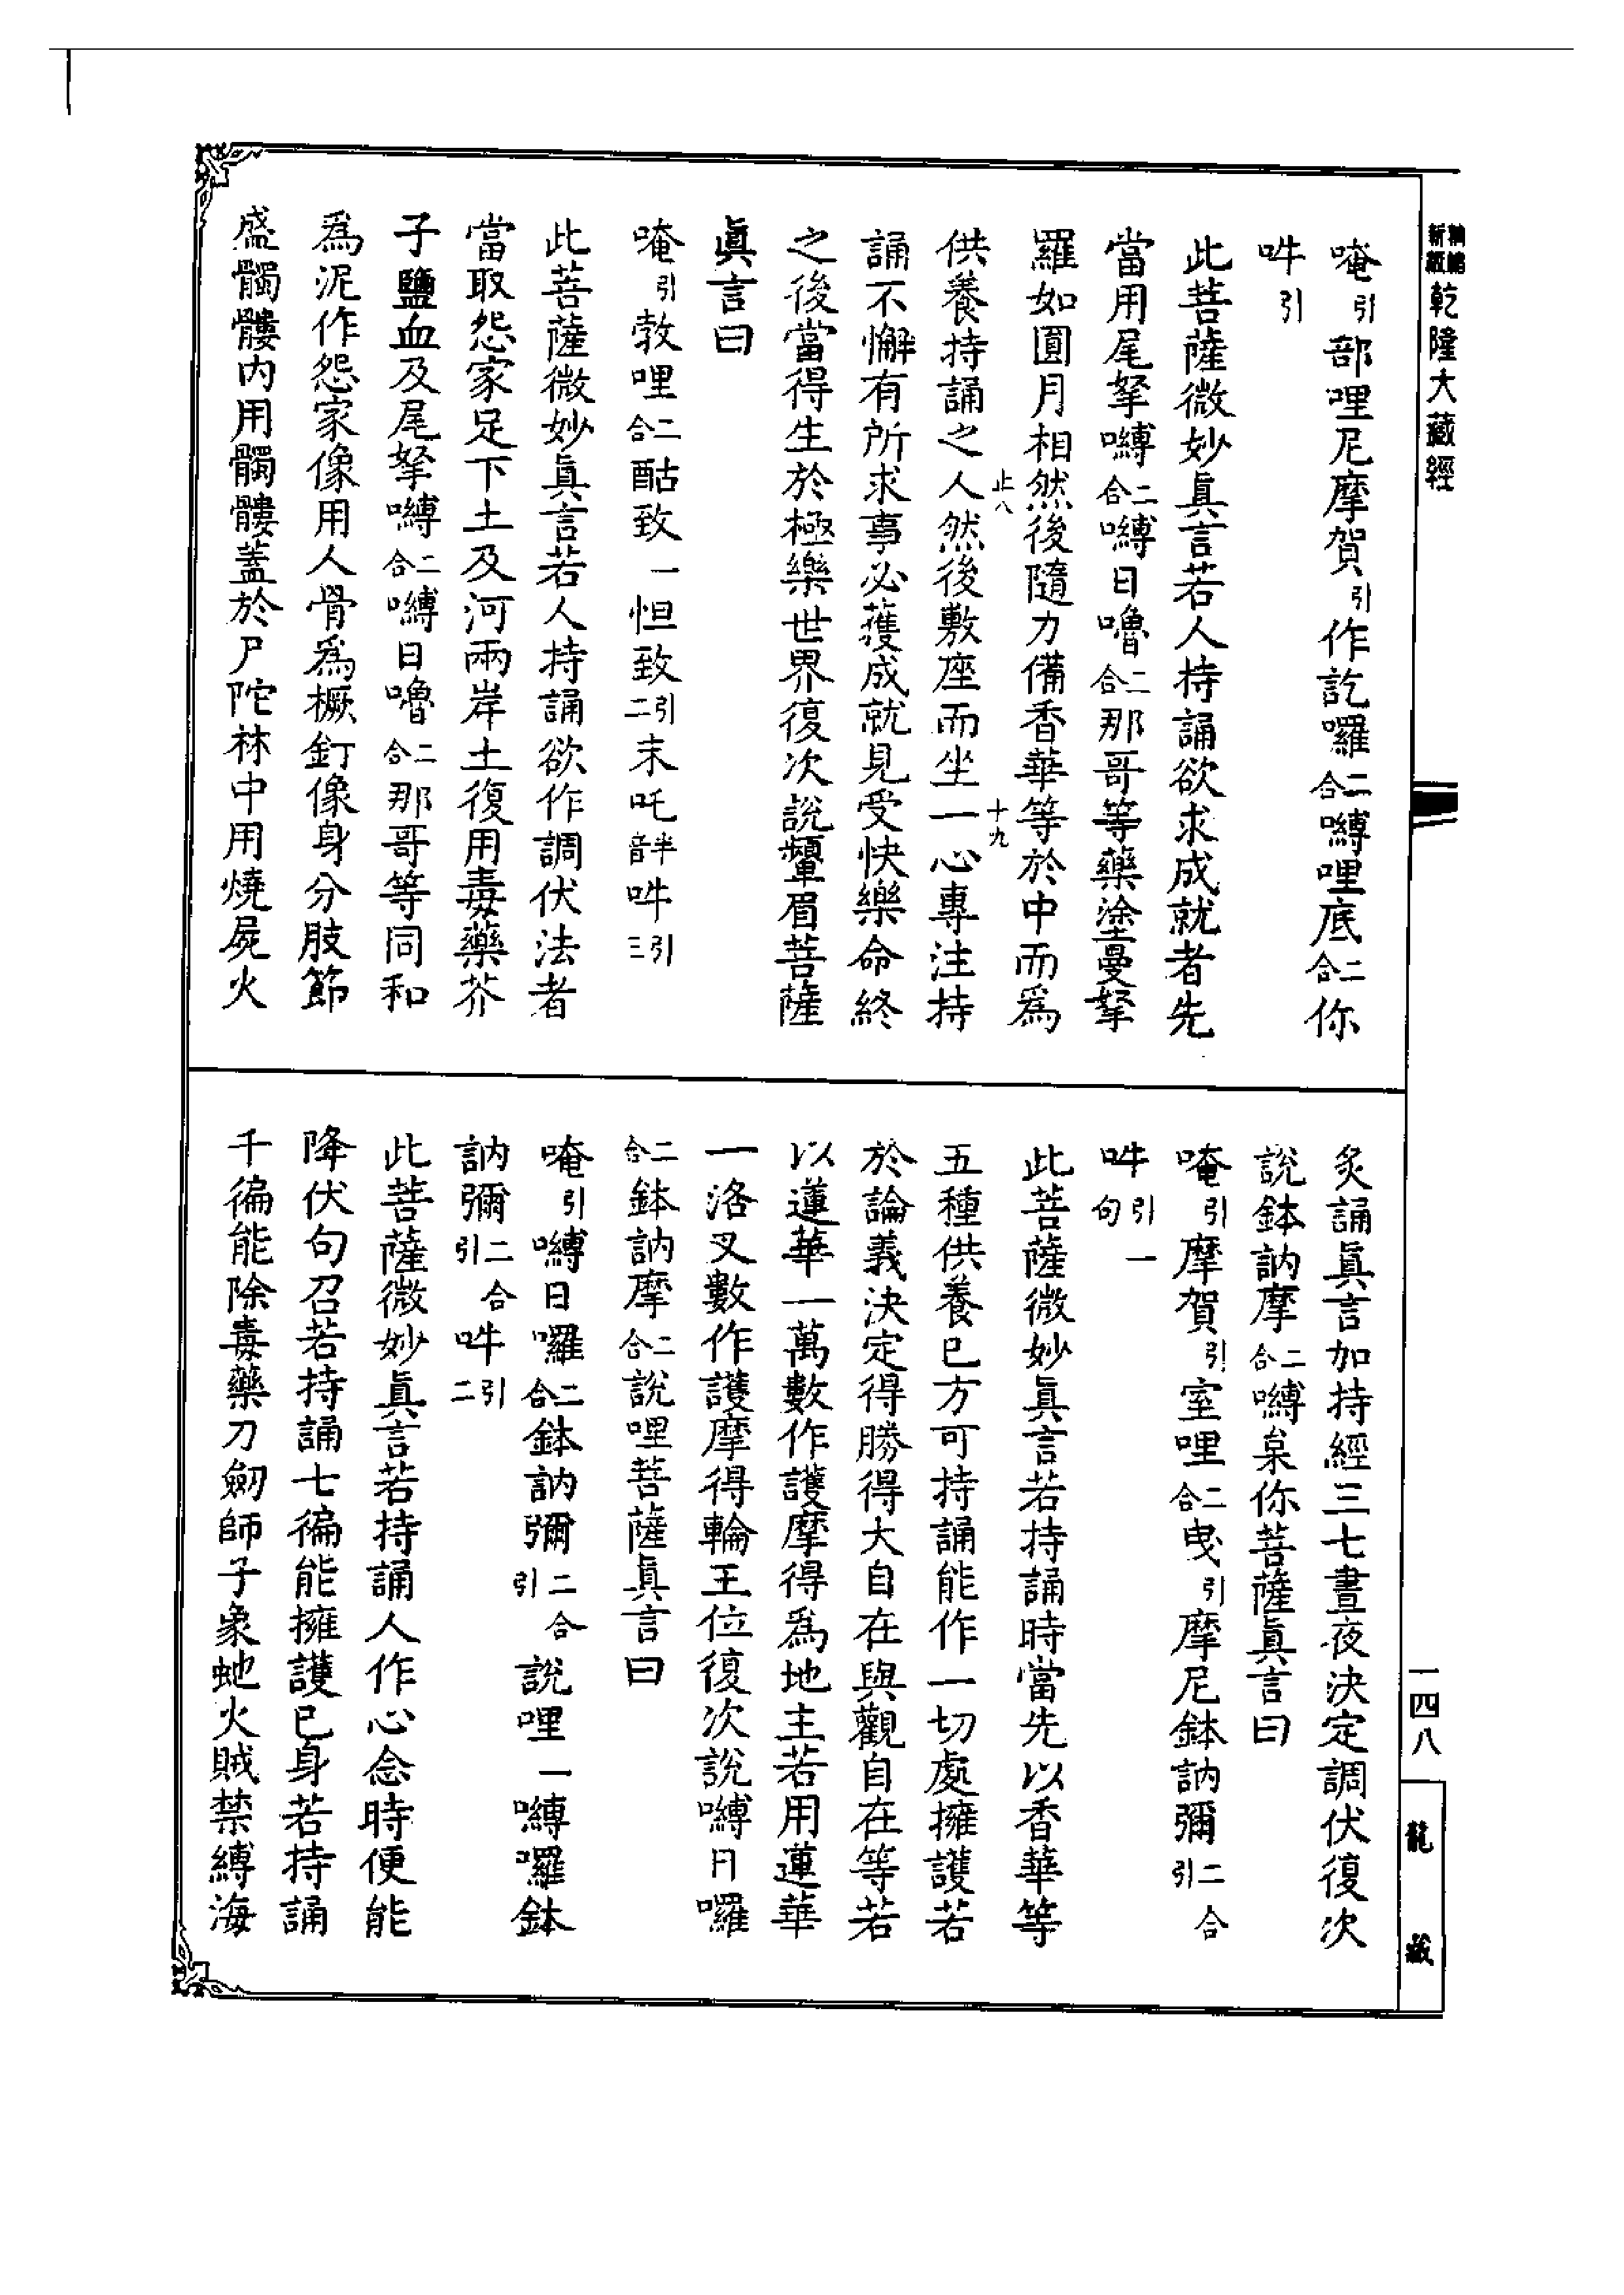 新編縮版乾隆大藏經
唵引部哩尼摩賀引作訖囉二合嚩哩底二合你
吽引
此菩薩微妙眞言若人持誦欲求成就者先
當用尾拏嚩二合嚩日嚕二合那哥等藥塗曼拏
羅如圓月相然後隨力備香華等於中而爲
止八 十九
供養持誦之人然後敷座而坐一心專注持
誦不懈有所求事必獲成就見受快樂命終
之後當得生於極樂世界復次說顰眉菩薩
眞言曰
唵引敦哩二合酤致一怛致引二末吒半音吽引三
此菩薩微妙眞言若人持誦欲作調伏法者
當取怨家足下土及河兩岸土復用毒藥芥
子鹽血及尾拏嚩二合嚩日嚕二合那哥等同和
爲泥作怨家像用人骨爲橛釘像身分肢節
盛髑髏内用髑髏蓋於尸陀林中用燒屍火
炙誦眞言加持經三七晝夜決定調伏復次
說鉢訥摩二合嚩枲你菩薩眞言曰
唵引摩賀引室哩二合曳引摩尼鉢訥彌二合引
吽引一句
此菩薩微妙眞言若持誦時當先以香華等
五種供養已方可持誦能作一切處擁護若
於論義決定得勝得大自在與觀自在等若
以蓮華一萬數作護摩得爲地主若用蓮華
一洛叉數作護摩得輪王位復次說嚩日囉
二合鉢訥摩二合說哩菩薩眞言曰
唵引嚩日囉二合鉢訥彌二合引說哩一嚩囉鉢
訥彌二合引吽引二
此菩薩微妙眞言若持誦人作心念時便能
降伏句召若持誦七徧能擁護已身若持誦
千徧能除毒藥刀劒師子象虵火賊禁縛海
一四八
龍藏